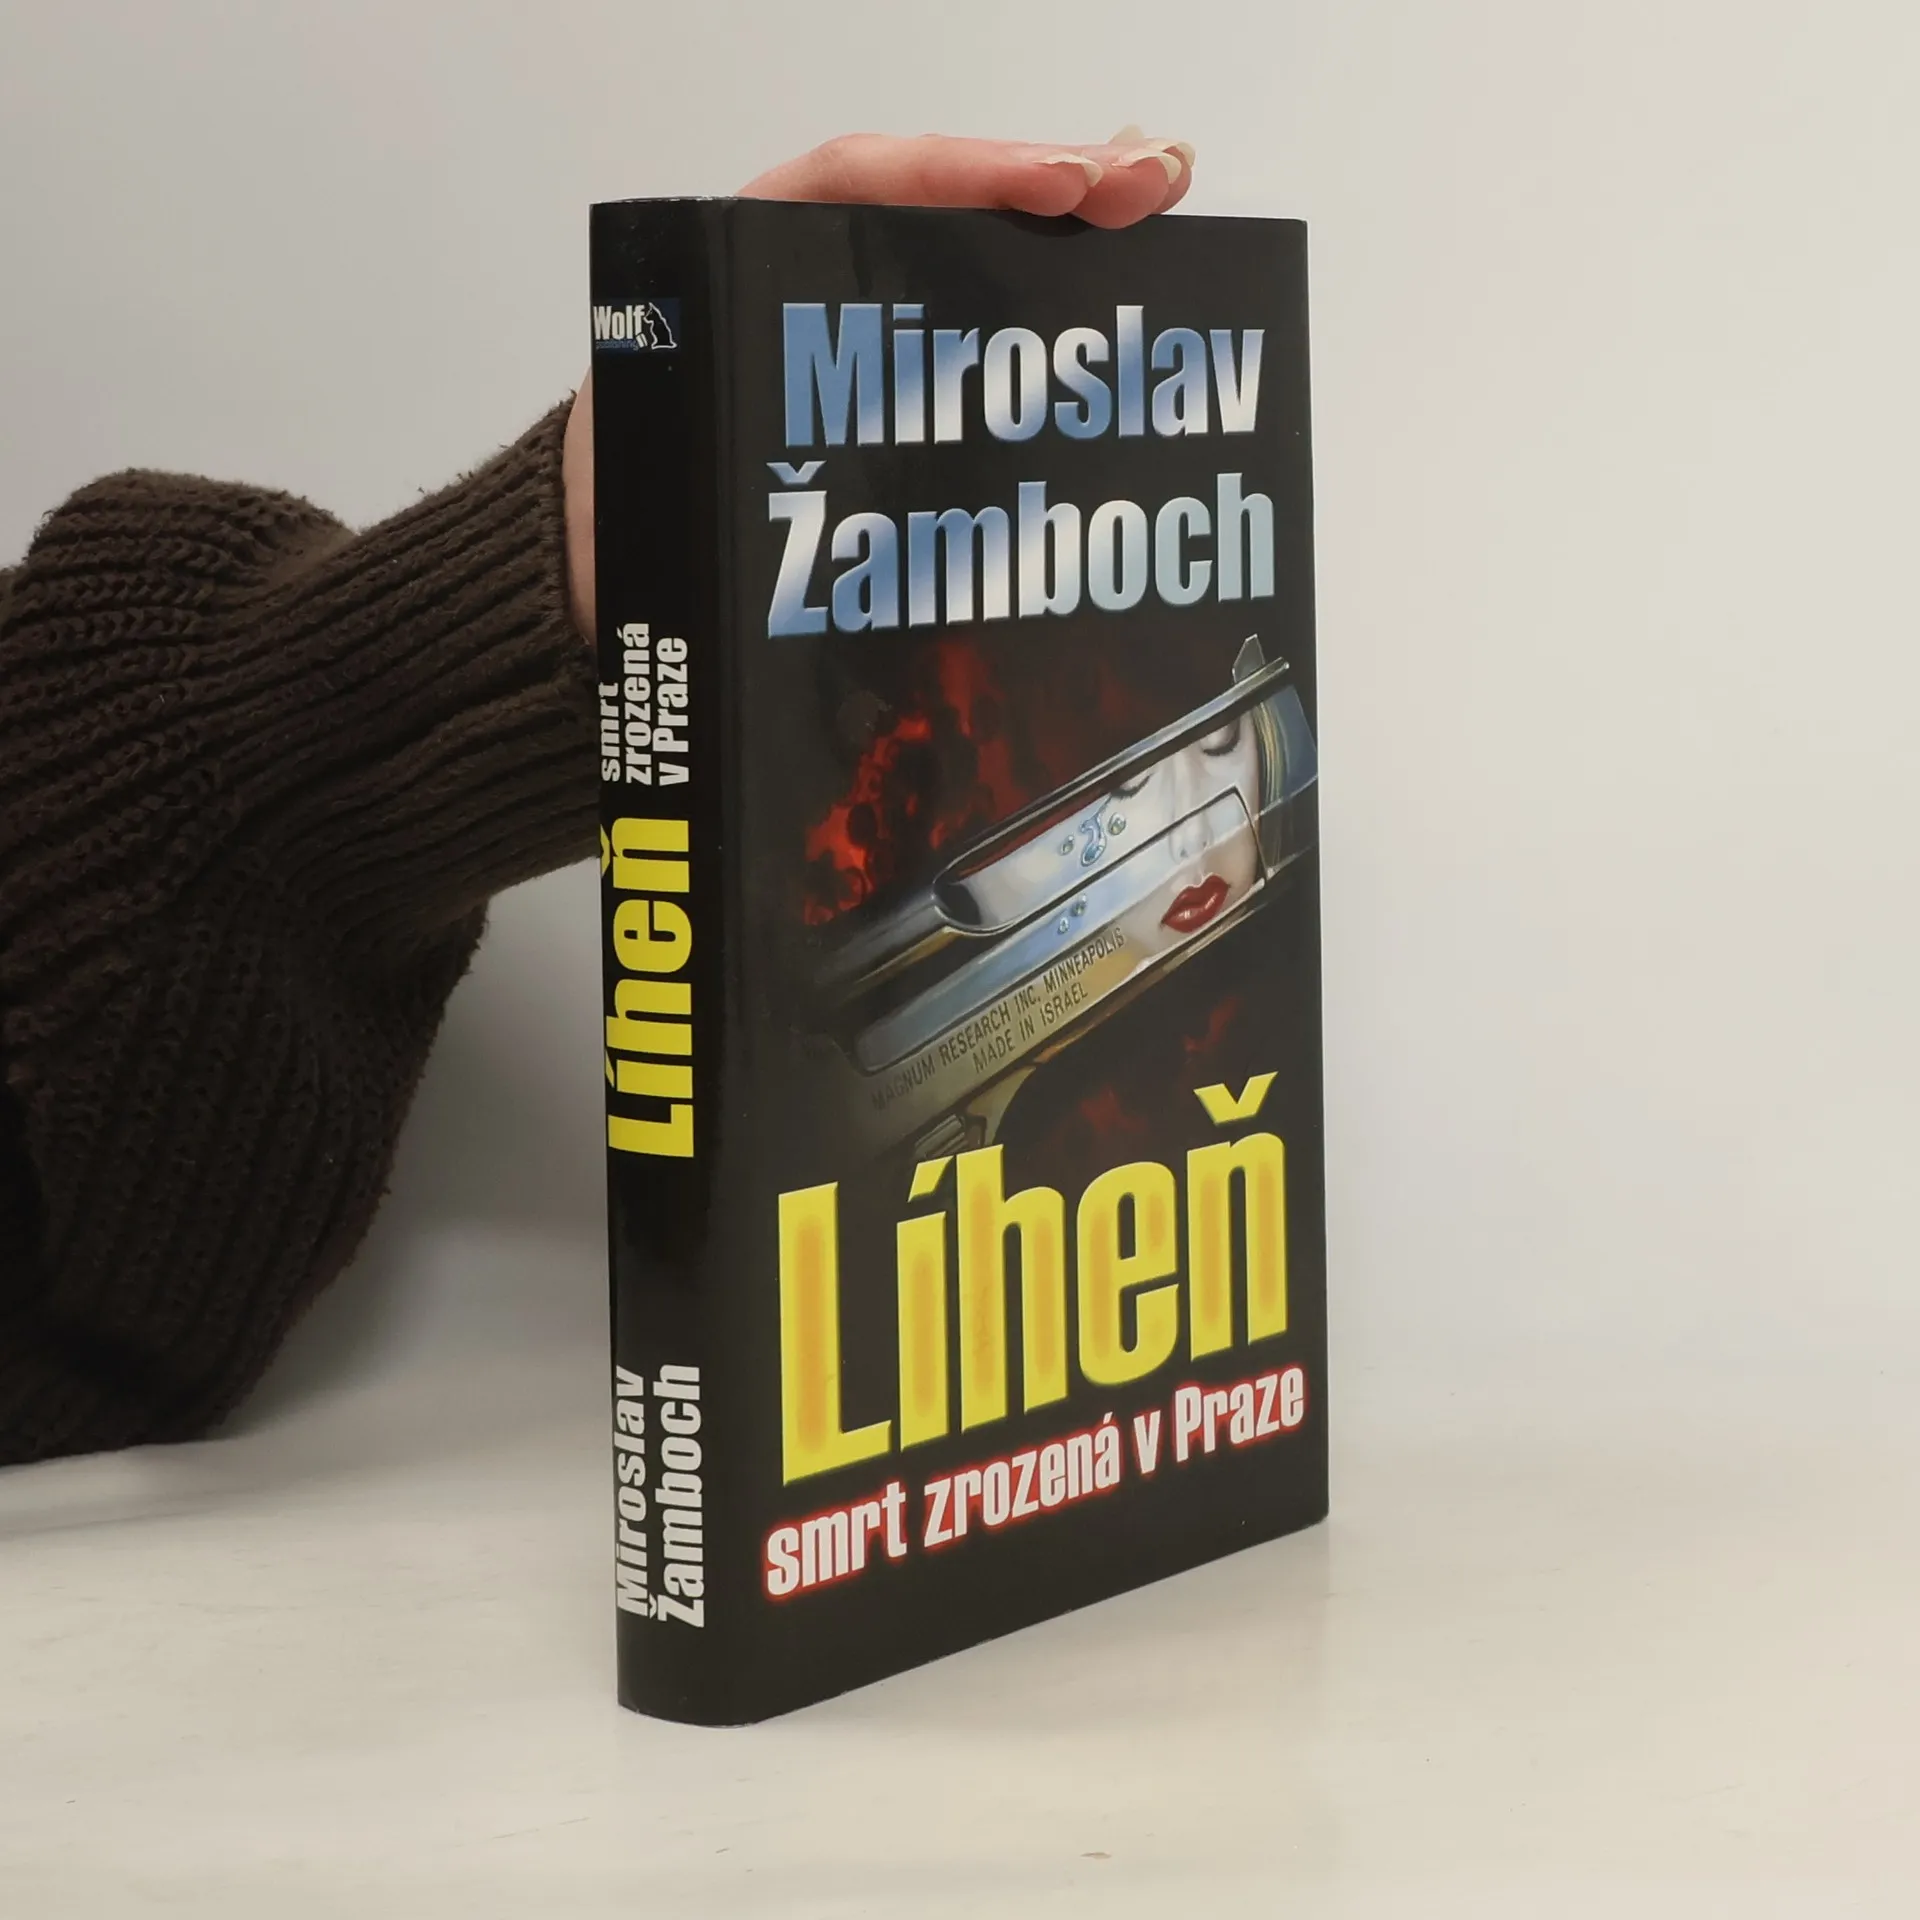 Wolf
publishing
smrt
zrozená
v Praze
Líheň
Miroslav
Žamboch
Miroslav
Žamboch
MAGNUM RESEARCH INC. MINNEAPOLIS
MADE IN ISRAEL
Líheň
smrt zrozená v Praze